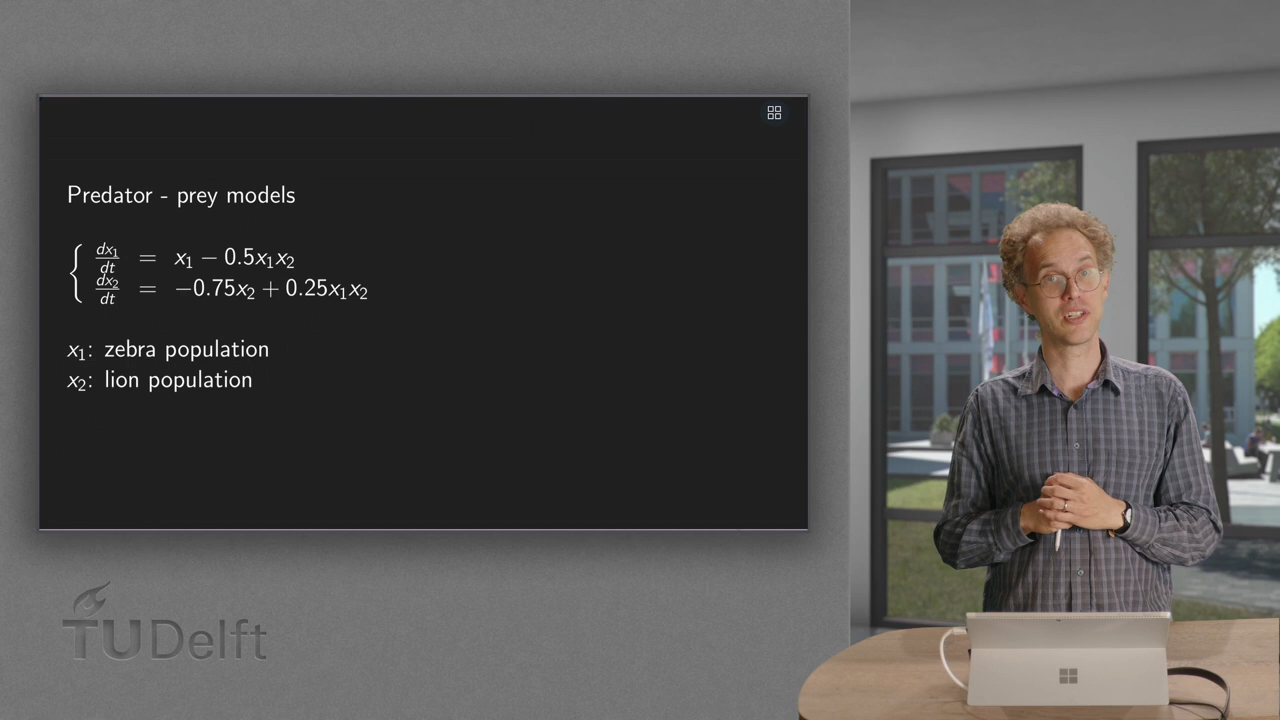 Predator - prey models
dx₁/dt = x₁ − 0.5x₁x₂
dx₂/dt = −0.75x₂ + 0.25x₁x₂
x₁: zebra population
x₂: lion population
TUDelft